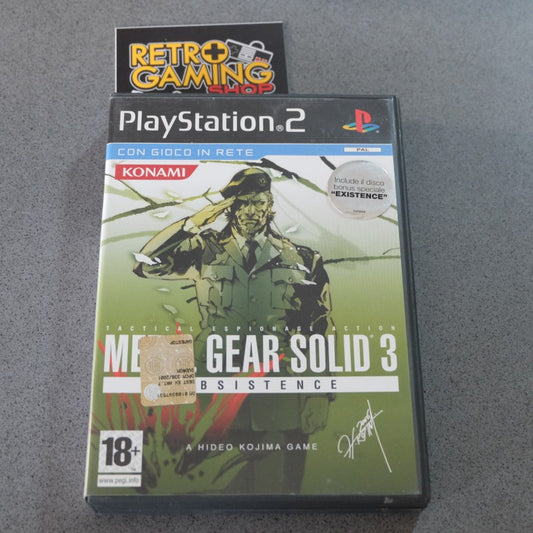 RETRO
GAMING
SHOP
PlayStation®2
CON GIOCO IN RETE
PAL
KONAMI
Include il disco
bonus speciale
"EXISTENCE"
TACTICAL ESPIONAGE ACTION
ME GEAR SOLID 3
BSISTENCE
18+
www.pegi.info
A HIDEO KOJIMA GAME